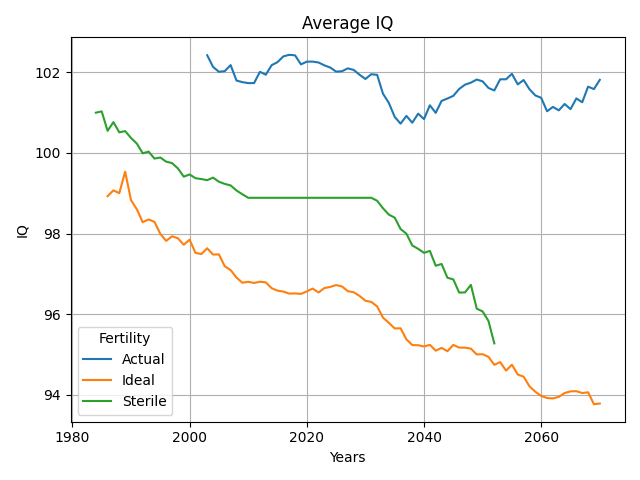 Average IQ
IQ
102
100
98
96
94
Fertility
Actual
Ideal
Sterile
1980
2000
2020
2040
2060
Years